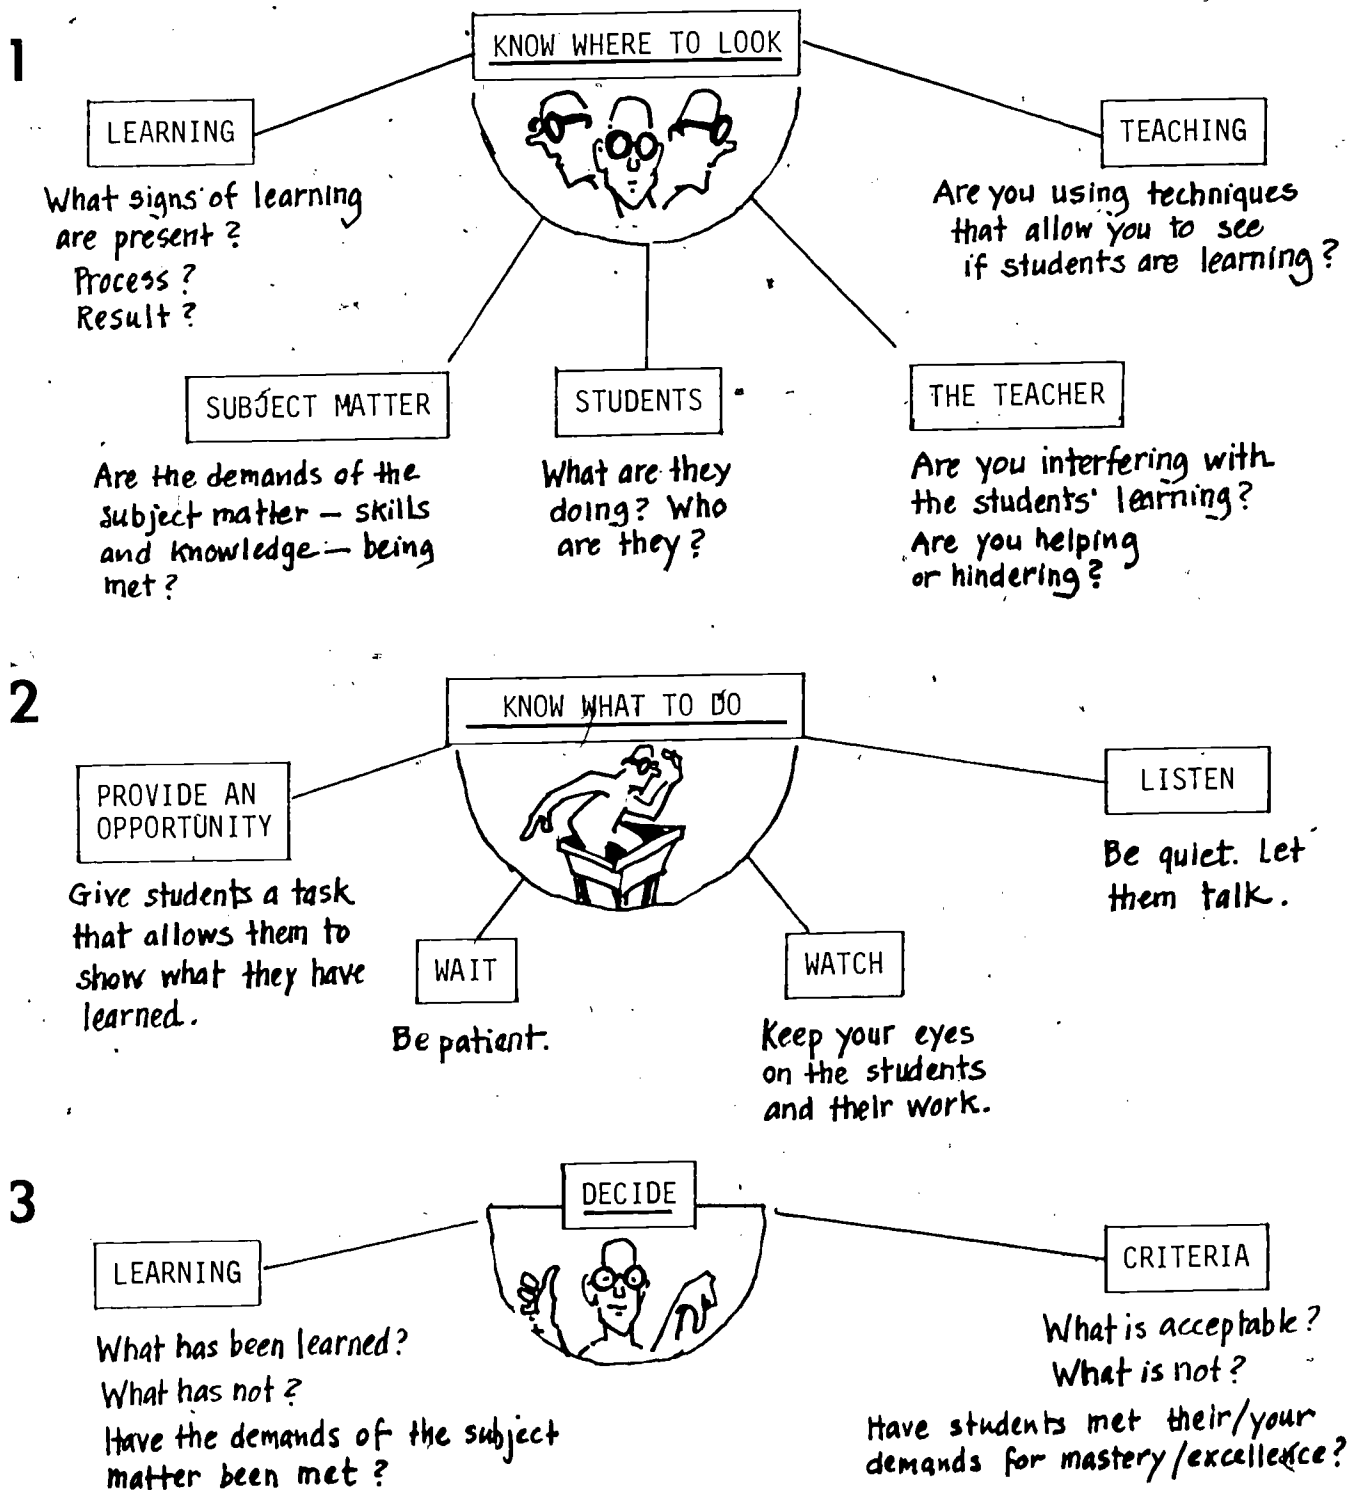 1
KNOW WHERE TO LOOK
LEARNING
What signs of learning
are present?
Process?
Result?
TEACHING
Are you using techniques
that allow you to see
if students are learning?
SUBJECT MATTER
Are the demands of the
subject matter — skills
and knowledge — being
met?
STUDENTS
What are they
doing? Who
are they?
THE TEACHER
Are you interfering with
the students' learning?
Are you helping
or hindering?
2
KNOW WHAT TO DO
PROVIDE AN
OPPORTUNITY
Give students a task
that allows them to
show what they have
learned.
WAIT
Be patient.
WATCH
Keep your eyes
on the students
and their work.
LISTEN
Be quiet. Let
them talk.
3
DECIDE
LEARNING
What has been learned?
What has not?
Have the demands of the subject
matter been met?
CRITERIA
What is acceptable?
What is not?
Have students met their/your
demands for mastery/excellence?